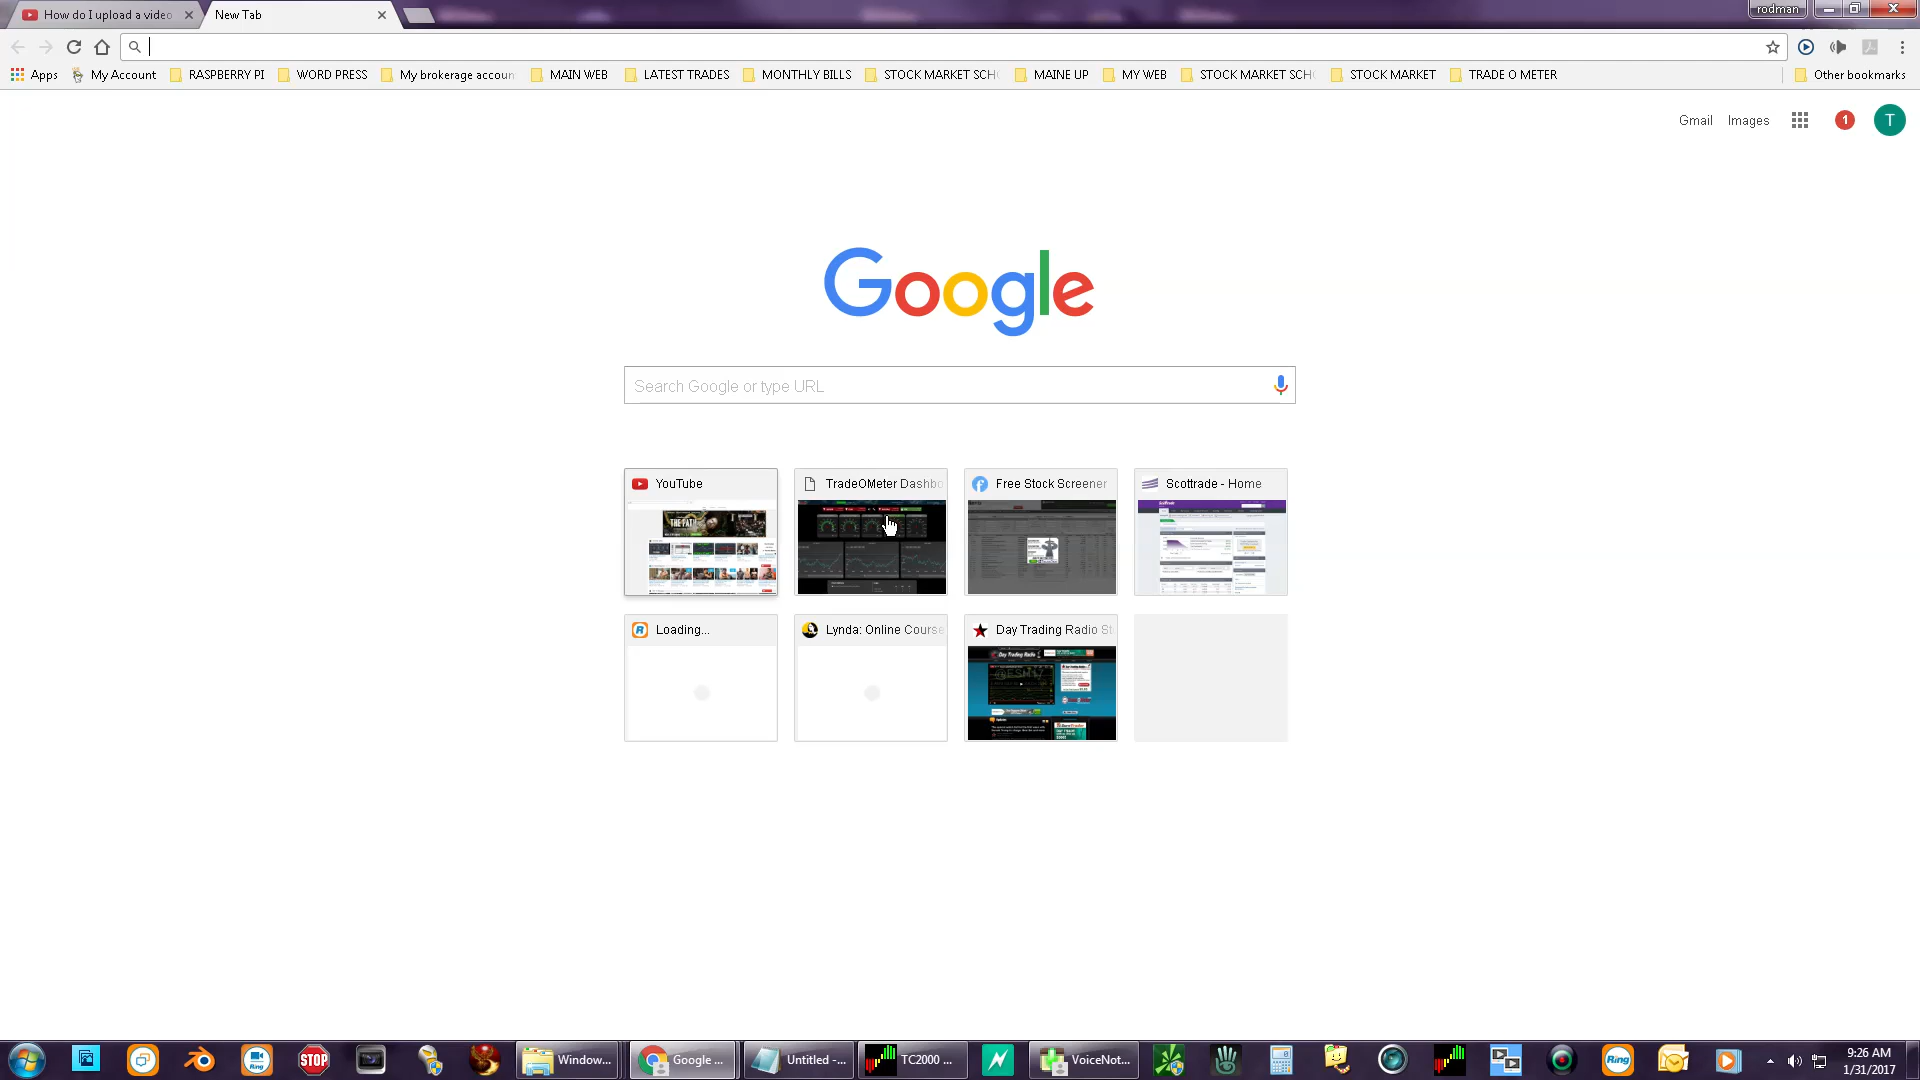 How do I upload a video
New Tab
rodman
Apps
My Account
RASPBERRY PI
WORD PRESS
My brokerage accoun
MAIN WEB
LATEST TRADES
MONTHLY BILLS
STOCK MARKET SCH
MAINE UP
MY WEB
STOCK MARKET SCH
STOCK MARKET
TRADE O METER
Other bookmarks
Gmail
Images
1
T
Google
Search Google or type URL
YouTube
TradeOMeter Dashbo
Free Stock Screener
Scottrade - Home
Loading...
Lynda: Online Course
Day Trading Radio St
Day Trading Radio
STOP
Window...
Google ...
Untitled -...
TC2000 ...
VoiceNot...
Ring
9:26 AM
1/31/2017